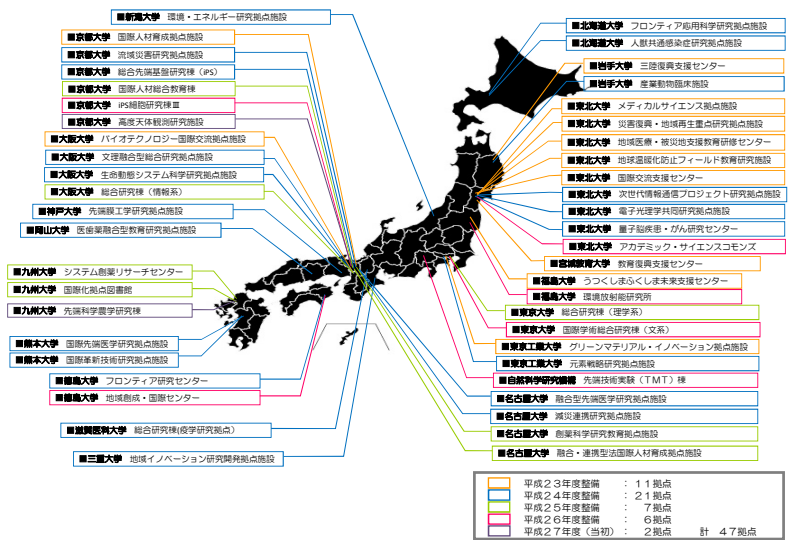 ■新潟大学 環境・エネルギー研究拠点施設
■京都大学 国際人材育成拠点施設
■京都大学 流域災害研究拠点施設
■京都大学 総合先端基盤研究棟(iPS)
■京都大学 国際人材総合教育棟
■京都大学 iPS細胞研究棟Ⅲ
■京都大学 高度天体観測研究施設
■大阪大学 バイオテクノロジー国際交流拠点施設
■大阪大学 文理融合型総合研究拠点施設
■大阪大学 生命動態システム科学研究拠点施設
■大阪大学 総合研究棟(情報系)
■神戸大学 先端膜工学研究拠点施設
■岡山大学 医歯薬融合型教育研究拠点施設
■九州大学 システム創薬リサーチセンター
■九州大学 国際化拠点図書館
■九州大学 先端科学農学研究棟
■熊本大学 国際先端医学研究拠点施設
■熊本大学 国際革新技術研究拠点施設
■徳島大学 フロンティア研究センター
■徳島大学 地域創成・国際センター
■滋賀医科大学 総合研究棟(疫学研究拠点)
■三重大学 地域イノベーション研究開発拠点施設
■北海道大学 フロンティア応用科学研究拠点施設
■北海道大学 人獣共通感染症研究拠点施設
■岩手大学 三陸復興支援センター
■岩手大学 産業動物臨床施設
■東北大学 メディカルサイエンス拠点施設
■東北大学 災害復興・地域再生重点研究拠点施設
■東北大学 地域医療・被災地支援教育研修センター
■東北大学 地球温暖化防止フィールド教育研究施設
■東北大学 国際交流支援センター
■東北大学 次世代情報通信プロジェクト研究拠点施設
■東北大学 電子光理学共同研究拠点施設
■東北大学 量子脳疾患・がん研究センター
■東北大学 アカデミック・サイエンスコモンズ
■宮城教育大学 教育復興支援センター
■福島大学 うつくしまふくしま未来支援センター
■福島大学 環境放射能研究所
■東京大学 総合研究棟(理学系)
■東京大学 国際学術総合研究棟(文系)
■東京工業大学 グリーンマテリアル・イノベーション拠点施設
■東京工業大学 元素戦略研究拠点施設
■自然科学研究機構 先端技術実験(TMT)棟
■名古屋大学 融合型先端医学研究拠点施設
■名古屋大学 減災連携研究拠点施設
■名古屋大学 創薬科学研究教育拠点施設
■名古屋大学 融合・連携型法国際人材育成拠点施設
平成23年度整備 : 11拠点
平成24年度整備 : 21拠点
平成25年度整備 : 7拠点
平成26年度整備 : 6拠点
平成27年度(当初) : 2拠点 計 47拠点